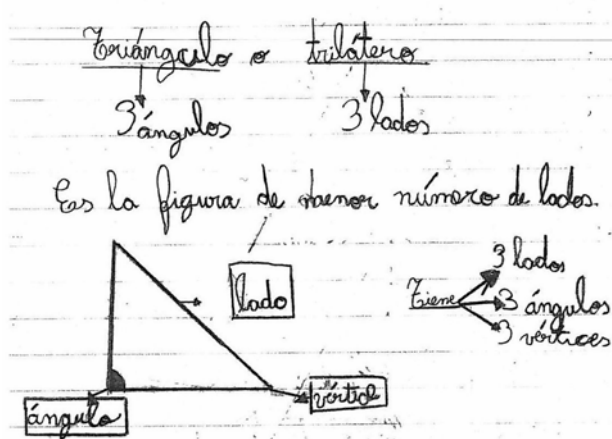 Triángulo o trilátero
3 ángulos 3 lados
Es la figura de menor número de lados.
lado
Tiene
3 lados
3 ángulos
3 vértices
ángulo
vértice